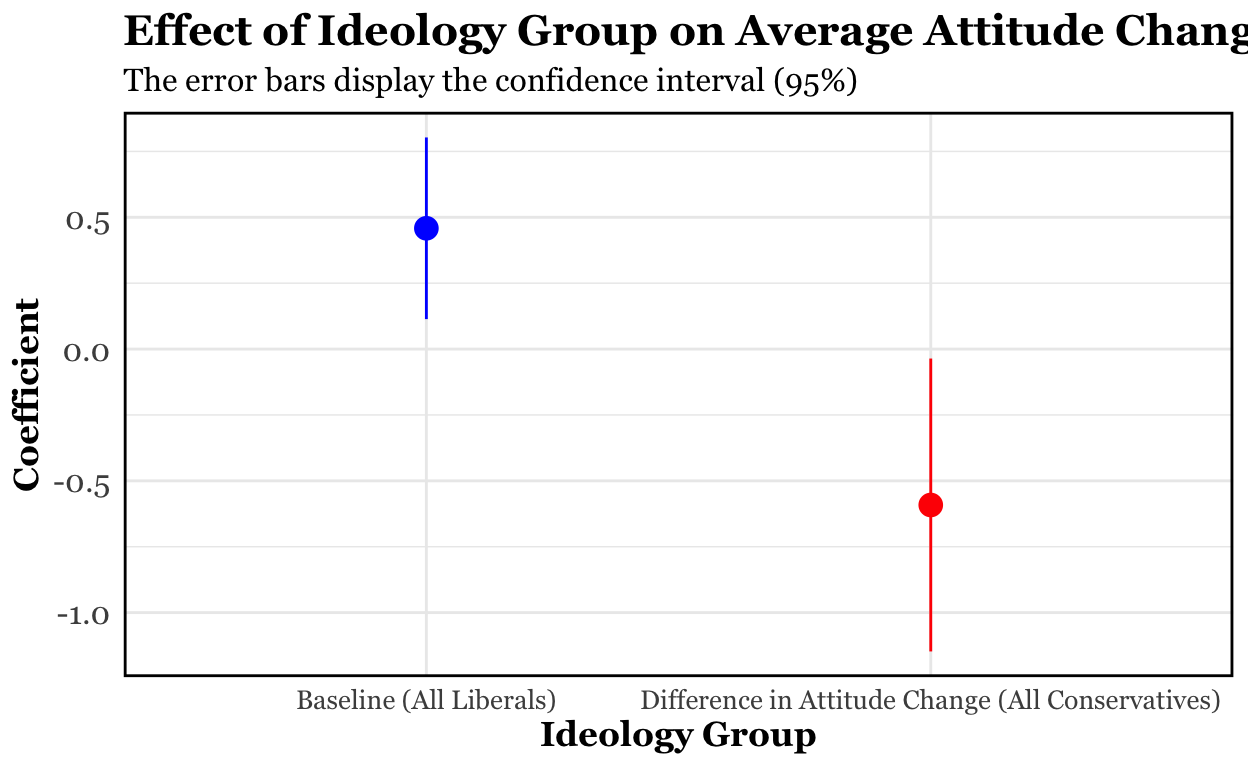 Effect of Ideology Group on Average Attitude Chang
The error bars display the confidence interval (95%)
Coefficient
0.5
0.0
-0.5
-1.0
Baseline (All Liberals)
Difference in Attitude Change (All Conservatives)
Ideology Group